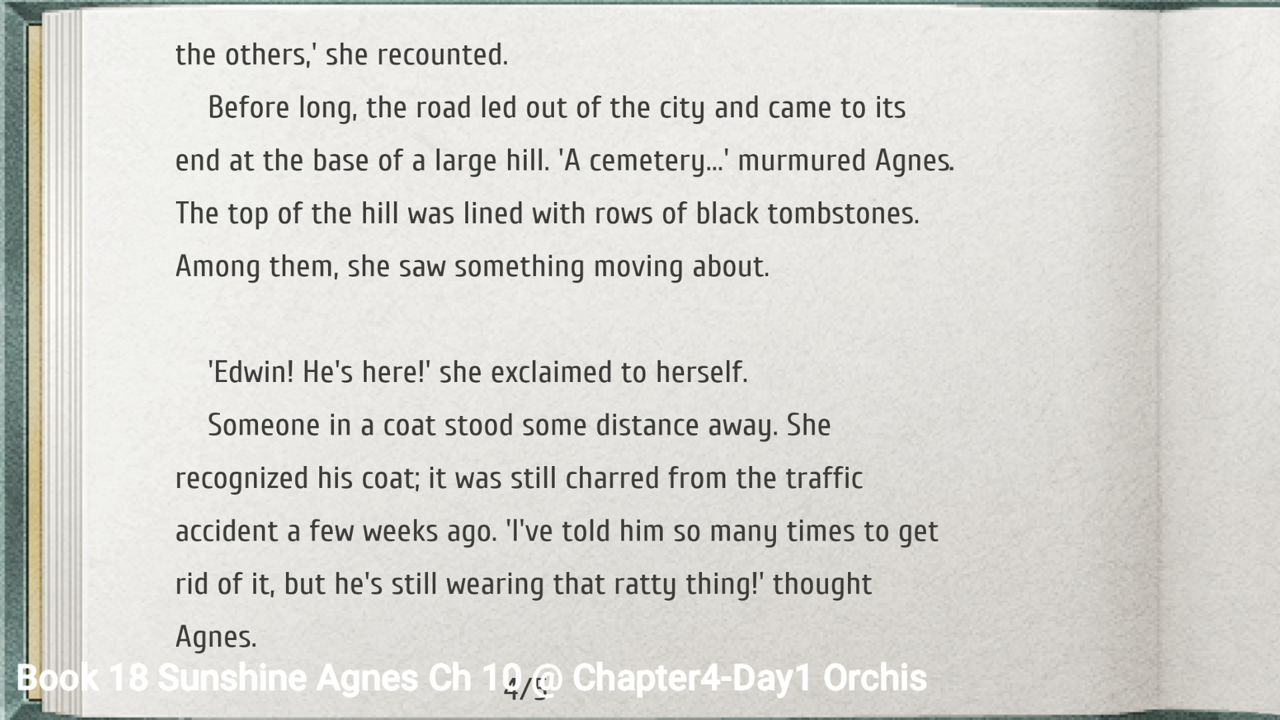 the others,' she recounted.
Before long, the road led out of the city and came to its
end at the base of a large hill. 'A cemetery...' murmured Agnes.
The top of the hill was lined with rows of black tombstones.
Among them, she saw something moving about.
'Edwin! He's here!' she exclaimed to herself.
Someone in a coat stood some distance away. She
recognized his coat; it was still charred from the traffic
accident a few weeks ago. 'I've told him so many times to get
rid of it, but he's still wearing that ratty thing!' thought
Agnes.
Book 18 Sunshine Agnes Ch 10 @ Chapter4-Day1 Orchis
4/5